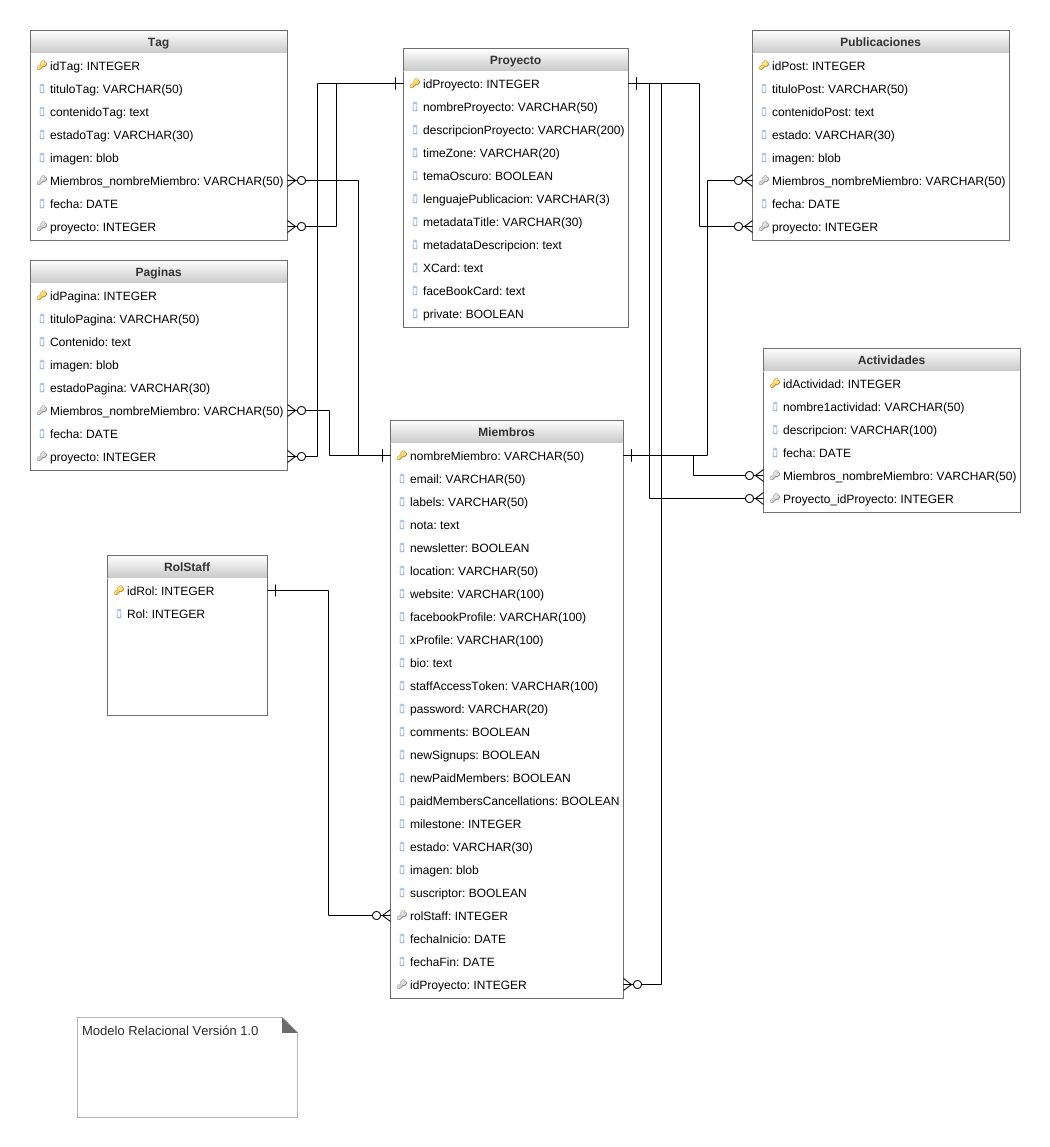 Tag
idTag: INTEGER
tituloTag: VARCHAR(50)
contenidoTag: text
estadoTag: VARCHAR(30)
imagen: blob
Miembros_nombreMiembro: VARCHAR(50)
fecha: DATE
proyecto: INTEGER
Proyecto
idProyecto: INTEGER
nombreProyecto: VARCHAR(50)
descripcionProyecto: VARCHAR(200)
timeZone: VARCHAR(20)
temaOscuro: BOOLEAN
lenguajePublicacion: VARCHAR(3)
metadataTitle: VARCHAR(30)
metadataDescripcion: text
XCard: text
faceBookCard: text
private: BOOLEAN
Publicaciones
idPost: INTEGER
tituloPost: VARCHAR(50)
contenidoPost: text
estado: VARCHAR(30)
imagen: blob
Miembros_nombreMiembro: VARCHAR(50)
fecha: DATE
proyecto: INTEGER
Paginas
idPagina: INTEGER
tituloPagina: VARCHAR(50)
Contenido: text
imagen: blob
estadoPagina: VARCHAR(30)
Miembros_nombreMiembro: VARCHAR(50)
fecha: DATE
proyecto: INTEGER
Actividades
idActividad: INTEGER
nombre1actividad: VARCHAR(50)
descripcion: VARCHAR(100)
fecha: DATE
Miembros_nombreMiembro: VARCHAR(50)
Proyecto_idProyecto: INTEGER
Miembros
nombreMiembro: VARCHAR(50)
email: VARCHAR(50)
labels: VARCHAR(50)
nota: text
newsletter: BOOLEAN
location: VARCHAR(50)
website: VARCHAR(100)
facebookProfile: VARCHAR(100)
xProfile: VARCHAR(100)
bio: text
staffAccessToken: VARCHAR(100)
password: VARCHAR(20)
comments: BOOLEAN
newSignups: BOOLEAN
newPaidMembers: BOOLEAN
paidMembersCancellations: BOOLEAN
milestone: INTEGER
estado: VARCHAR(30)
imagen: blob
suscriptor: BOOLEAN
rolStaff: INTEGER
fechaInicio: DATE
fechaFin: DATE
idProyecto: INTEGER
RolStaff
idRol: INTEGER
Rol: INTEGER
Modelo Relacional Versión 1.0